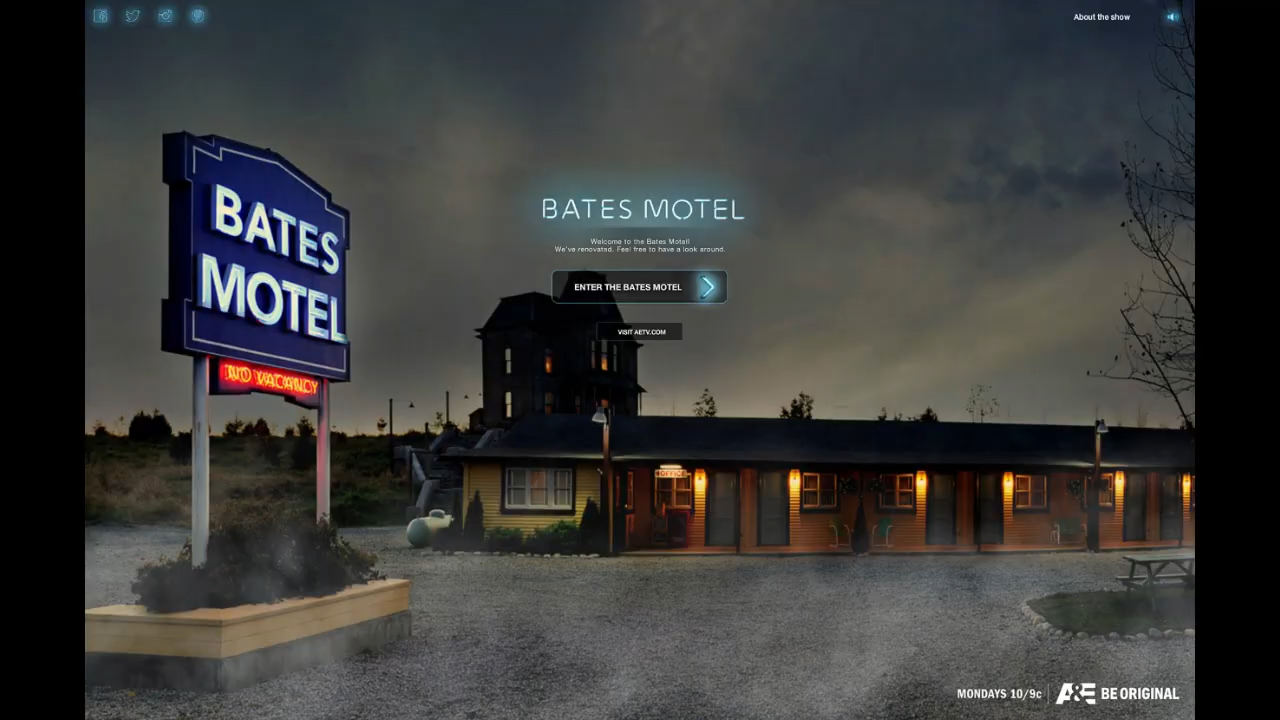 About the show
BATES
MOTEL
NO VACANCY
BATES MOTEL
Welcome to the Bates Motel!
We've renovated. Feel free to have a look around.
ENTER THE BATES MOTEL
VISIT AETV.COM
OFFICE
MONDAYS 10/9c
A&E BE ORIGINAL